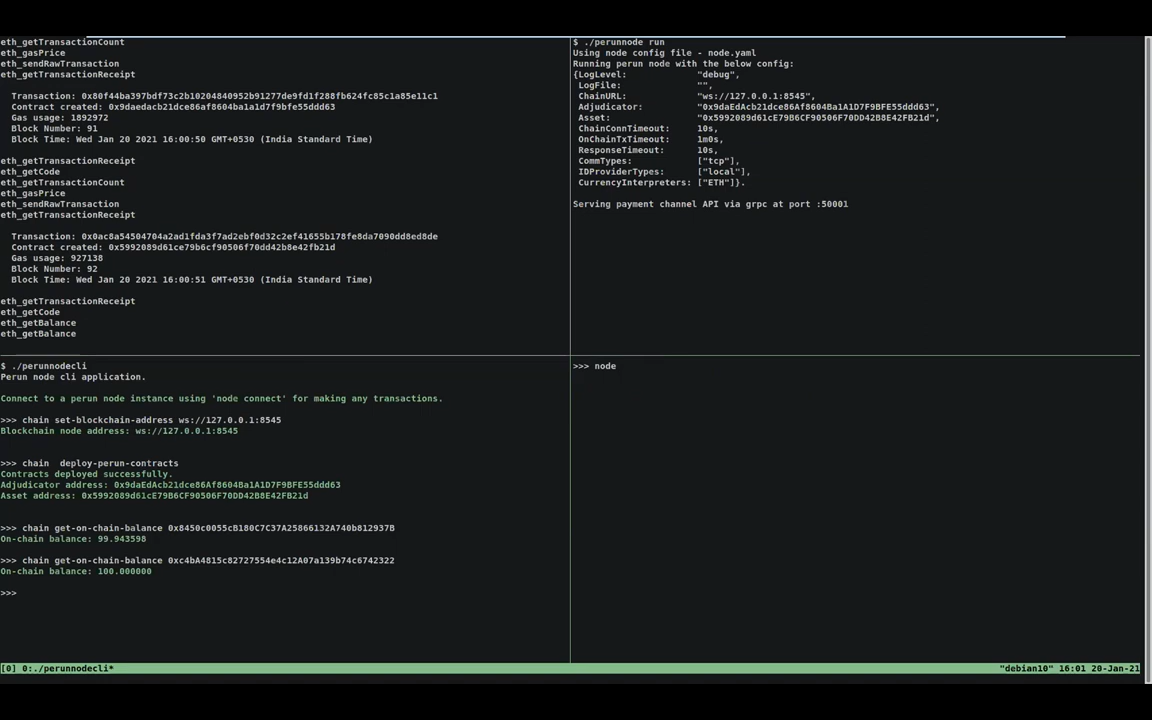 eth_getTransactionCount
eth_gasPrice
eth_sendRawTransaction
eth_getTransactionReceipt
Transaction: 0x80f44ba397bdf73c2b10204840952b91277de9fd1f288fb624fc85c1a85e11c1
Contract created: 0x9daedacb21dce86af8604ba1a1d7f9bfe55ddd63
Gas usage: 1892972
Block Number: 91
Block Time: Wed Jan 20 2021 16:00:50 GMT+0530 (India Standard Time)
eth_getTransactionReceipt
eth_getCode
eth_getTransactionCount
eth_gasPrice
eth_sendRawTransaction
eth_getTransactionReceipt
Transaction: 0x0ac8a54504704a2ad1fda3f7ad2ebf0d32c2ef41655b178fe8da7090dd8ed8de
Contract created: 0x5992089d61ce79b6cf90506f70dd42b8e42fb21d
Gas usage: 927138
Block Number: 92
Block Time: Wed Jan 20 2021 16:00:51 GMT+0530 (India Standard Time)
eth_getTransactionReceipt
eth_getCode
eth_getBalance
eth_getBalance
$ ./perunnode run
Using node config file - node.yaml
Running perun node with the below config:
{LogLevel: "debug",
LogFile: "",
ChainURL: "ws://127.0.0.1:8545",
Adjudicator: "0x9daEdAcb21dce86Af8604BA1A1D7F9BFE55ddd63",
Asset: "0x5992089d61cE79B6CF90506F70DD42B8E42FB21d",
ChainConnTimeout: 10s,
OnChainTxTimeout: 1m0s,
ResponseTimeout: 10s,
CommTypes: ["tcp"],
IDProviderTypes: ["local"],
CurrencyInterpreters: ["ETH"]}.
Serving payment channel API via grpc at port :50001
$ ./perunnodecli
Perun node cli application.
Connect to a perun node instance using 'node connect' for making any transactions.
>>> chain set-blockchain-address ws://127.0.0.1:8545
Blockchain node address: ws://127.0.0.1:8545
>>> chain  deploy-perun-contracts
Contracts deployed successfully.
Adjudicator address: 0x9daEdAcb21dce86Af8604BA1A1D7F9BFE55ddd63
Asset address: 0x5992089d61cE79B6CF90506F70DD42B8E42FB21d
>>> chain get-on-chain-balance 0x8450c0055cB180C7C37A25866132A740b812937B
On-chain balance: 99.943598
>>> chain get-on-chain-balance 0xc4bA4815c82727554e4c12A07a139b74c6742322
On-chain balance: 100.000000
>>>
>>> node
[0] 0:./perunnodecli* "debian10" 16:01 20-Jan-21